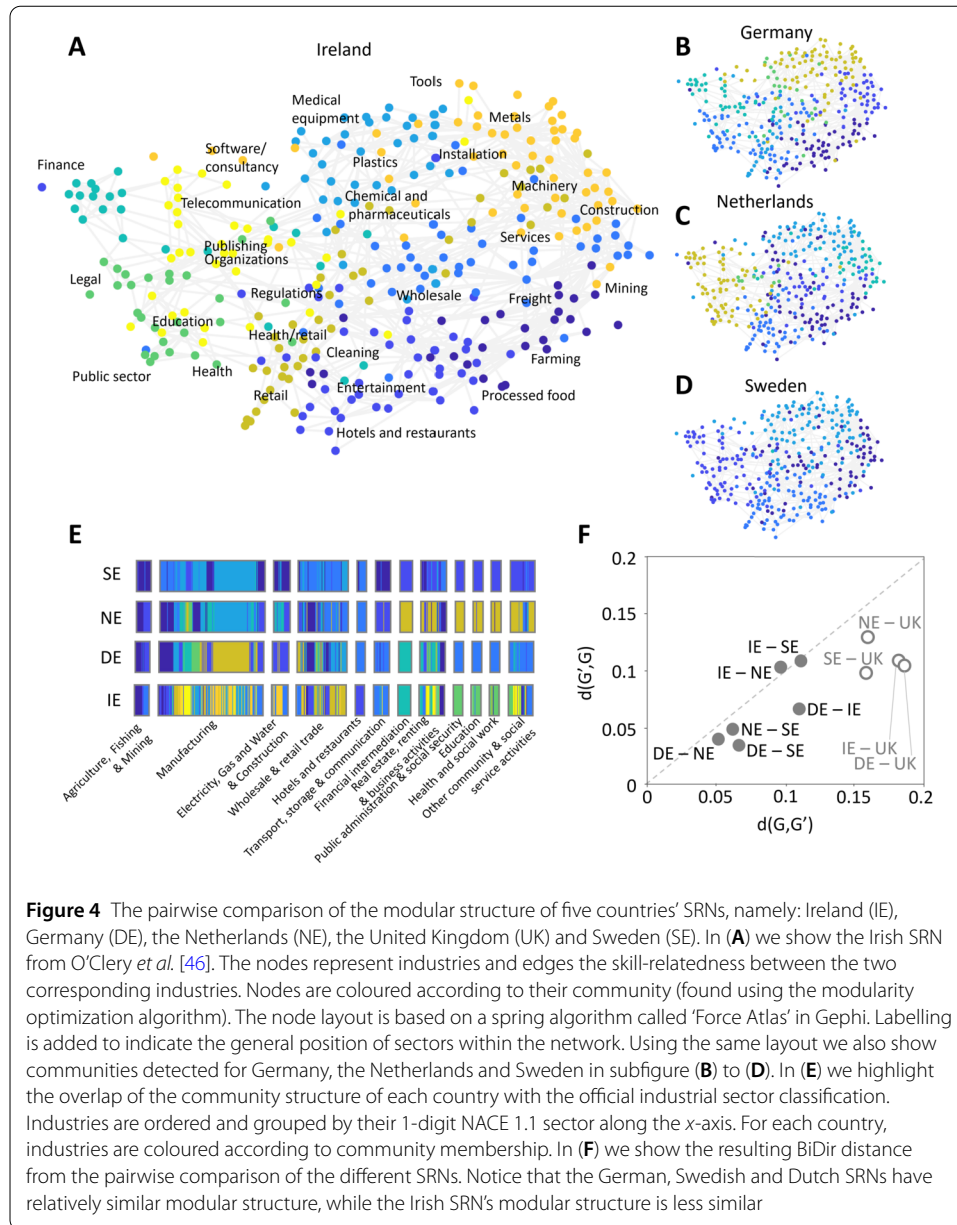 A
Ireland
Tools
Medical
equipment
Metals
Software/
consultancy
Plastics
Installation
Finance
Machinery
Telecommunication
Chemical and
pharmaceuticals
Construction
Publishing
Organizations
Services
Legal
Regulations
Wholesale
Freight
Mining
Education
Health/retail
Cleaning
Farming
Public sector
Health
Retail
Entertainment
Processed food
Hotels and restaurants
B
Germany
C
Netherlands
D
Sweden
E
SE
NE
DE
IE
Agriculture, Fishing
& Mining
Manufacturing
Electricity, Gas and Water
& Construction
Wholesale & retail trade
Hotels and restaurants
Transport, storage & communication
Financial intermediation
Real estate, renting
& business activities
Public administration & social security
Education
Health and social work
Other community & social
service activities
F
0.2
0.15
0.1
0.05
0
d(G',G)
NE – UK
IE – SE
SE – UK
IE – NE
DE – IE
NE – SE
DE – NE
DE – SE
IE – UK
DE – UK
0
0.05
0.1
0.15
0.2
d(G,G')
Figure 4 The pairwise comparison of the modular structure of five countries' SRNs, namely: Ireland (IE),
Germany (DE), the Netherlands (NE), the United Kingdom (UK) and Sweden (SE). In (A) we show the Irish SRN
from O'Clery et al. [46]. The nodes represent industries and edges the skill-relatedness between the two
corresponding industries. Nodes are coloured according to their community (found using the modularity
optimization algorithm). The node layout is based on a spring algorithm called 'Force Atlas' in Gephi. Labelling
is added to indicate the general position of sectors within the network. Using the same layout we also show
communities detected for Germany, the Netherlands and Sweden in subfigure (B) to (D). In (E) we highlight
the overlap of the community structure of each country with the official industrial sector classification.
Industries are ordered and grouped by their 1-digit NACE 1.1 sector along the x-axis. For each country,
industries are coloured according to community membership. In (F) we show the resulting BiDir distance
from the pairwise comparison of the different SRNs. Notice that the German, Swedish and Dutch SRNs have
relatively similar modular structure, while the Irish SRN's modular structure is less similar